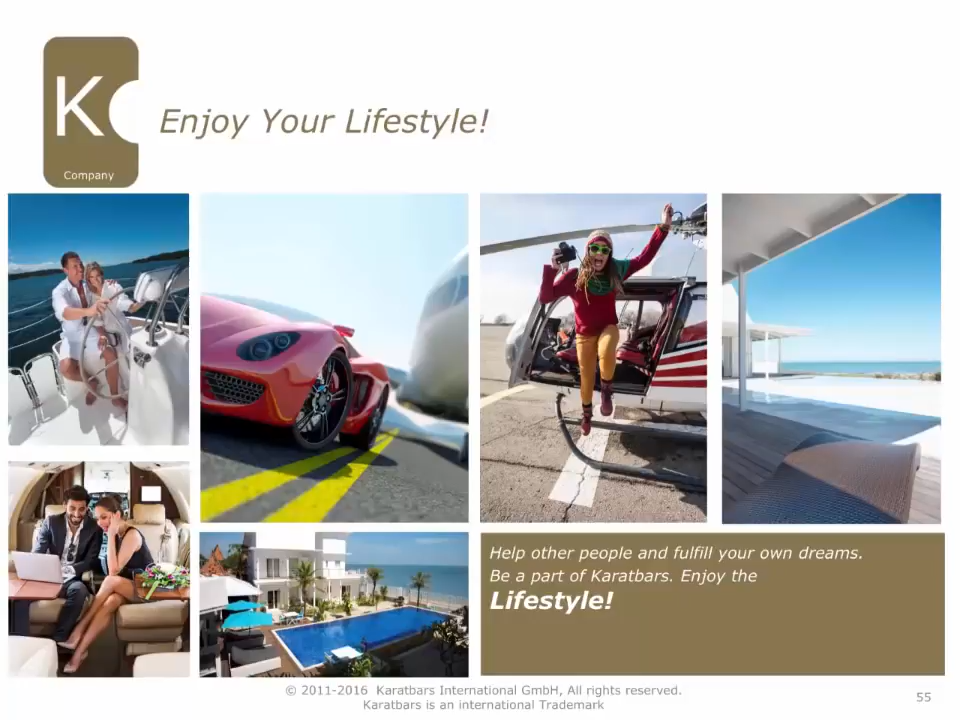 K
Company
Enjoy Your Lifestyle!
Help other people and fulfill your own dreams.
Be a part of Karatbars. Enjoy the
Lifestyle!
© 2011-2016 Karatbars International GmbH, All rights reserved.
Karatbars is an international Trademark
55